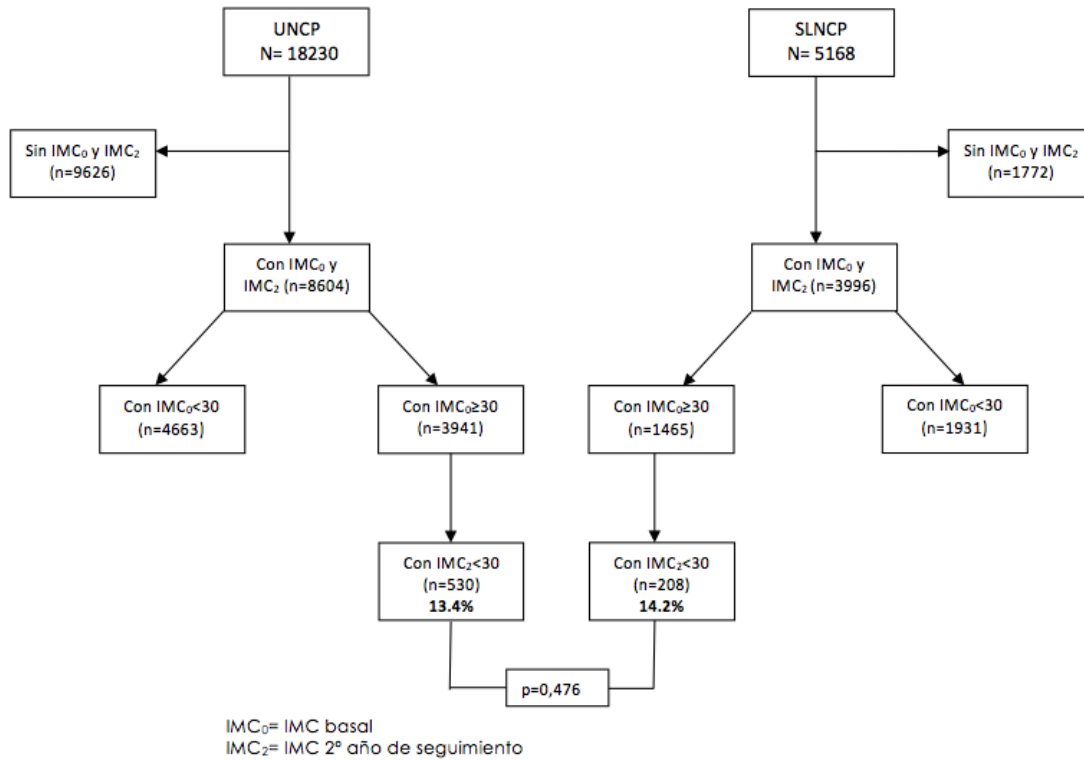 UNCP
N= 18230
SLNCP
N= 5168
Sin IMC₀ y IMC₂
(n=9626)
Sin IMC₀ y IMC₂
(n=1772)
Con IMC₀ y
IMC₂ (n=8604)
Con IMC₀ y
IMC₂ (n=3996)
Con IMC₀<30
(n=4663)
Con IMC₀≥30
(n=3941)
Con IMC₀≥30
(n=1465)
Con IMC₀<30
(n=1931)
Con IMC₂<30
(n=530)
13.4%
Con IMC₂<30
(n=208)
14.2%
p=0,476
IMC₀= IMC basal
IMC₂= IMC 2º año de seguimiento